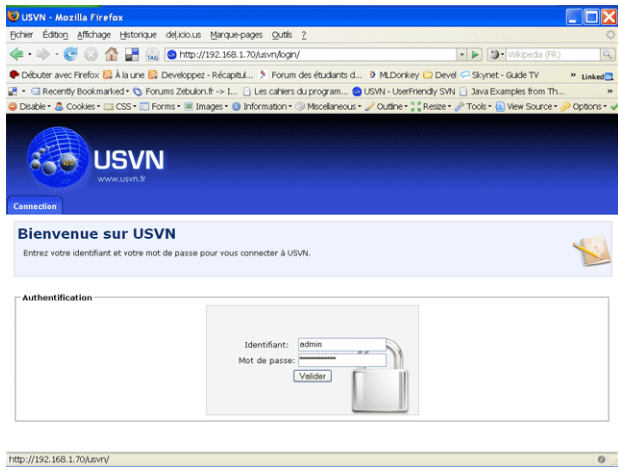 USVN - Mozilla Firefox
Fichier Édition Affichage Historique del.icio.us Marque-pages Outils ?
TAG http://192.168.1.70/usvn/login/ Wikipedia (FR)
Débuter avec Firefox À la une Developpez - Récapitul... Forum des étudiants d... MLDonkey Devel Skynet - Guide TV » Linked
Recently Bookmarked Forums Zebulon.fr -> I... Les cahiers du program... USVN - UserFriendly SVN Java Examples from Th... »
Disable Cookies CSS Forms Images Information Miscellaneous Outline Resize Tools View Source Options
USVN
www.usvn.fr
Connection
Bienvenue sur USVN
Entrez votre identifiant et votre mot de passe pour vous connecter à USVN.
Authentification
Identifiant: admin
Mot de passe: ************
Valider
http://192.168.1.70/usvn/